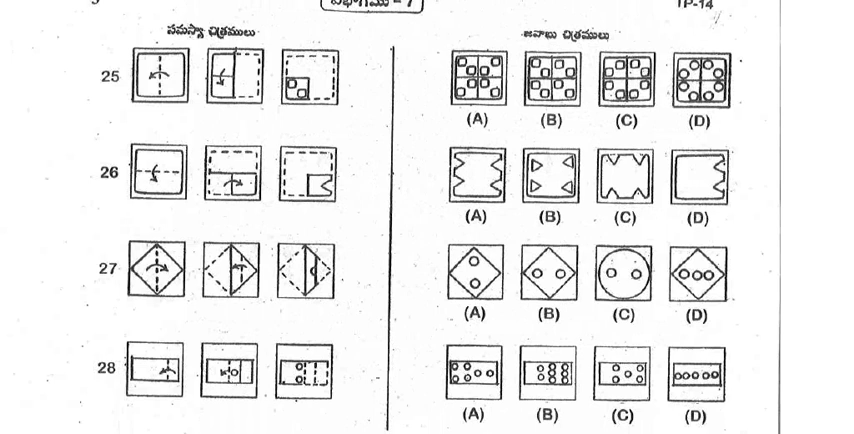 విభాగము - 7
TP-14
సమస్యా చిత్రములు
జవాబు చిత్రములు
25
(A) (B) (C) (D)
26
(A) (B) (C) (D)
27
(A) (B) (C) (D)
28
(A) (B) (C) (D)